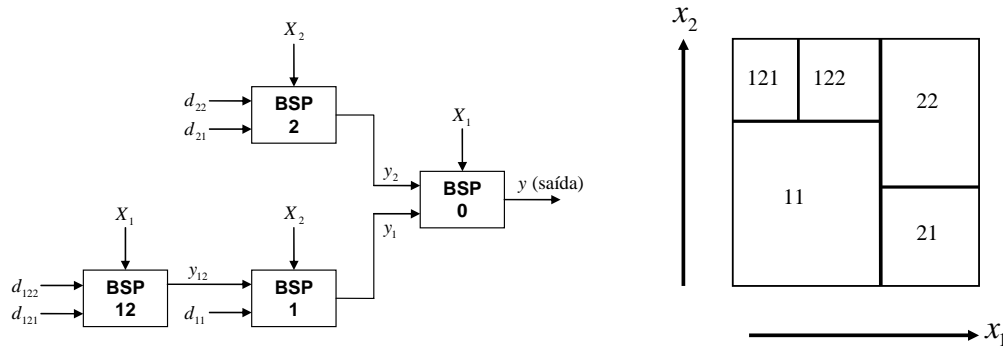 X₂
d₂₂
d₂₁
BSP
2
X₁
y₂
BSP
0
y (saída)
y₁
X₁
X₂
d₁₂₂
d₁₂₁
BSP
12
y₁₂
d₁₁
BSP
1
x₂
121
122
22
11
21
x₁